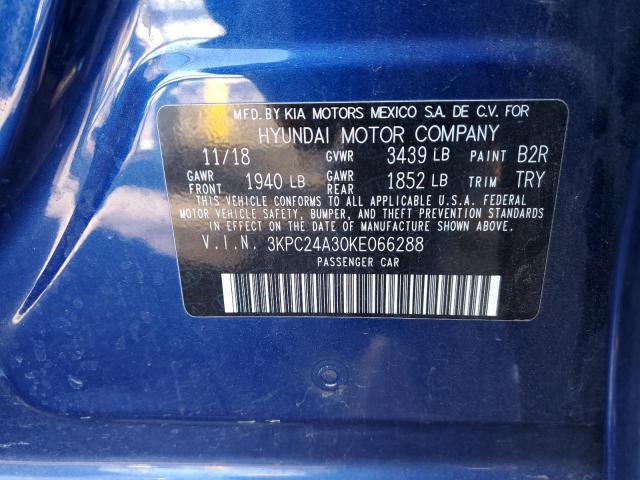 MFD. BY KIA MOTORS MEXICO S.A. DE C.V. FOR
HYUNDAI MOTOR COMPANY
11/18 GVWR 3439 LB PAINT B2R
GAWR FRONT 1940 LB GAWR REAR 1852 LB TRIM TRY
THIS VEHICLE CONFORMS TO ALL APPLICABLE U.S.A. FEDERAL
MOTOR VEHICLE SAFETY, BUMPER, AND THEFT PREVENTION STANDARDS
IN EFFECT ON THE DATE OF MANUFACTURE SHOWN ABOVE.
V.I.N. 3KPC24A30KE066288
PASSENGER CAR